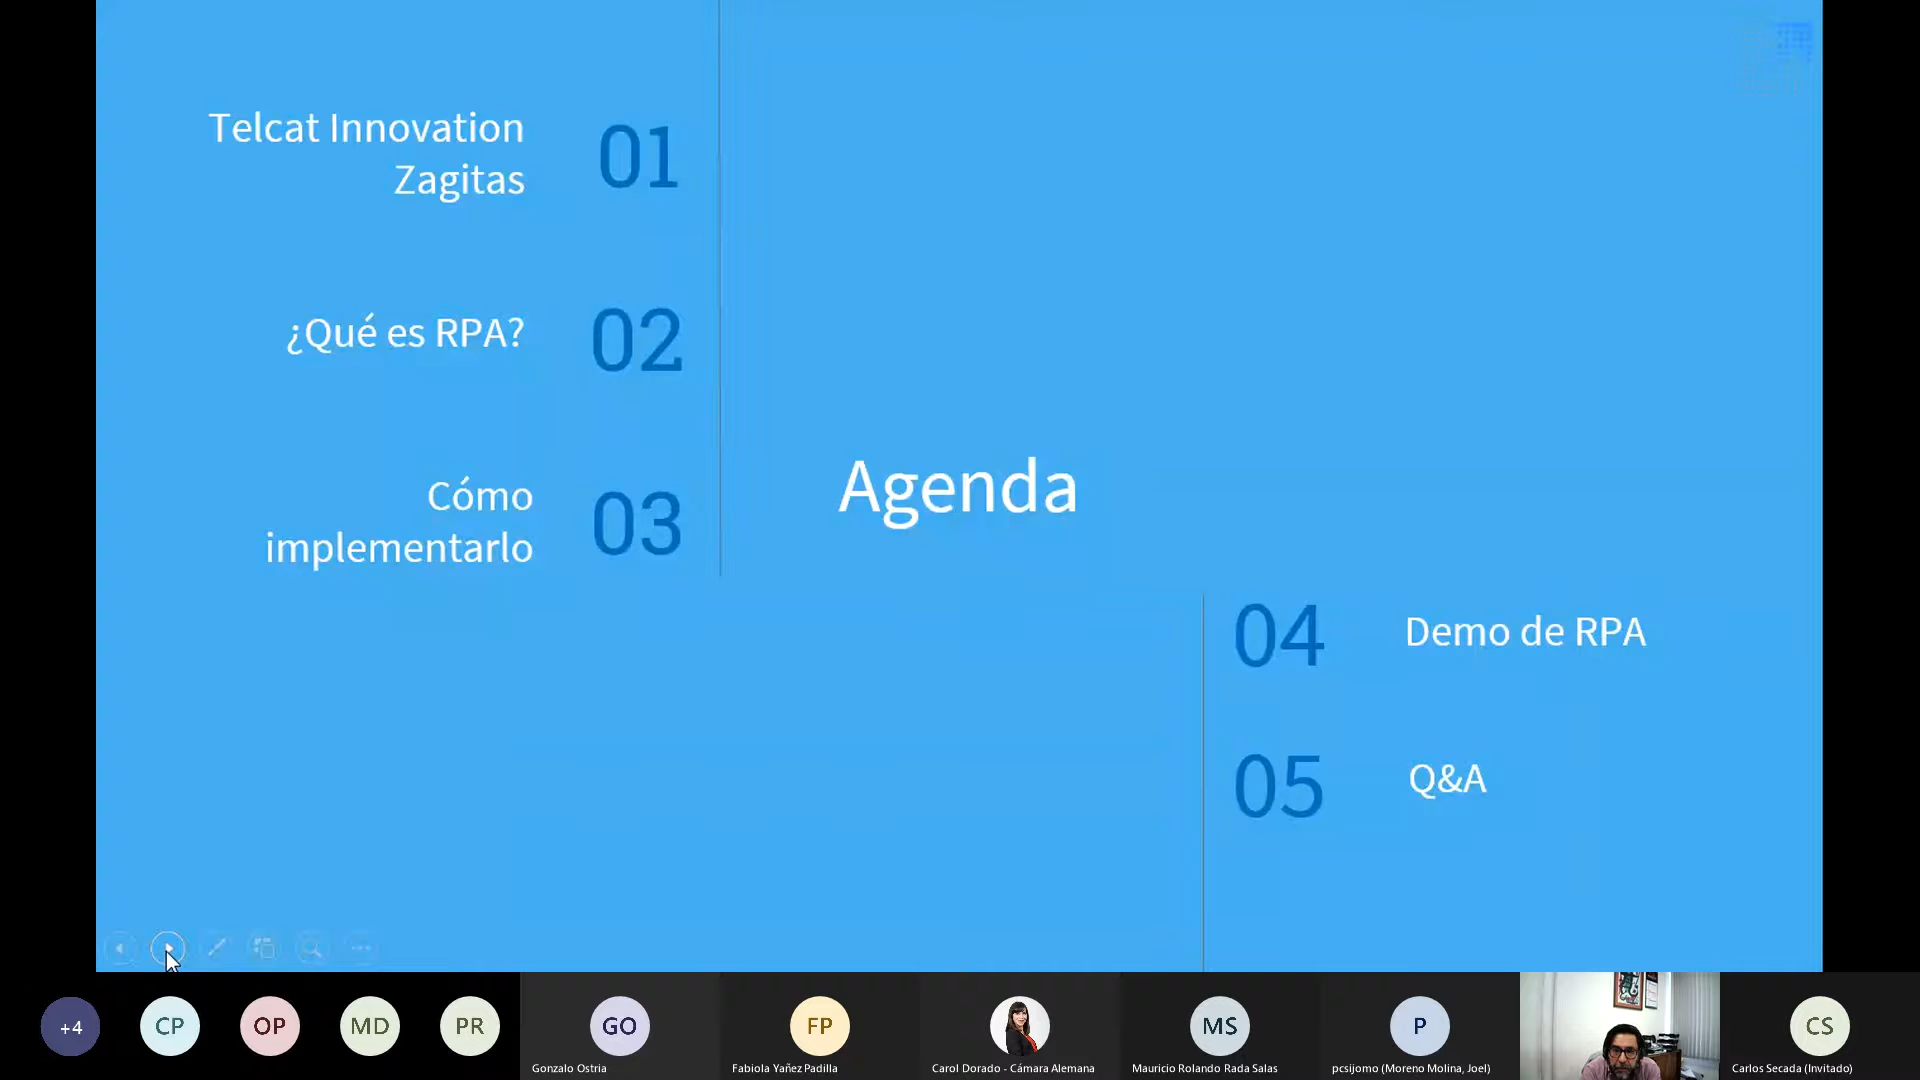 Telcat Innovation
Zagitas
01
¿Qué es RPA?
02
Cómo
implementarlo
03
Agenda
04
Demo de RPA
05
Q&A
+4
CP
OP
MD
PR
GO
Gonzalo Ostria
FP
Fabiola Yañez Padilla
Carol Dorado - Cámara Alemana
MS
Mauricio Rolando Rada Salas
P
pcsijomo (Moreno Molina, Joel)
CS
Carlos Secada (Invitado)